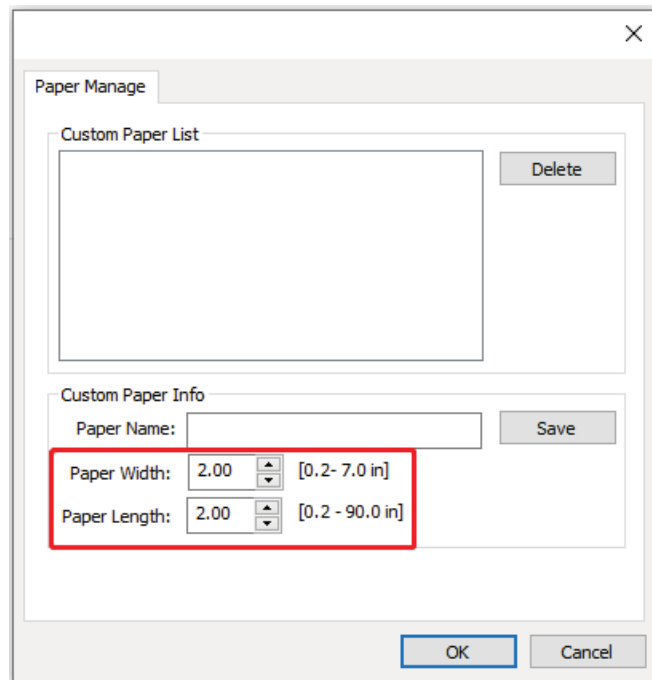 Paper Manage
Custom Paper List
Delete
Custom Paper Info
Paper Name: Save
Paper Width: 2.00 [0.2- 7.0 in]
Paper Length: 2.00 [0.2 - 90.0 in]
OK Cancel